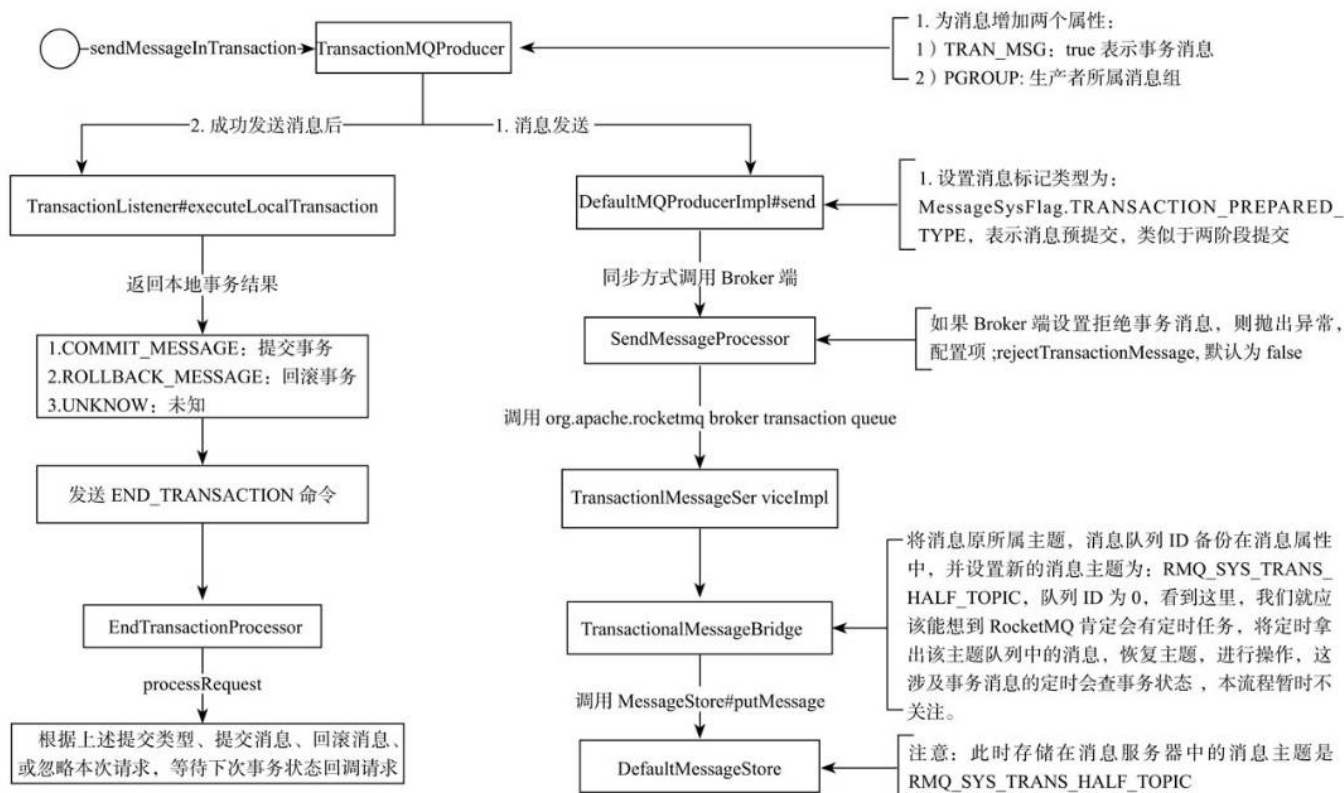 sendMessageInTransaction
TransactionMQProducer
1. 为消息增加两个属：
1）TRAN_MSG：true 表示事务消息
2）PGROUP: 生产者所属消息组
2. 成功发送消息后
1. 消息发送
TransactionListener#executeLocalTransaction
DefaultMQProducerImpl#send
1. 设置消息标记类型为：
MessageSysFlag.TRANSACTION_PREPARED_
TYPE，表示消息预提交，类似于两阶段提交
返回本地事务结果
同步方式调用 Broker 端
1.COMMIT_MESSAGE：提交事务
2.ROLLBACK_MESSAGE：回滚事务
3.UNKNOW：未知
SendMessageProcessor
如果 Broker 端设置拒绝事务消息，则抛出异常，
配置项 ;rejectTransactionMessage, 默认为 false
调用 org.apache.rocketmq broker transaction queue
发送 END_TRANSACTION 命令
TransactionlMessageSer viceImpl
EndTransactionProcessor
TransactionalMessageBridge
将消息原所属主题，消息队列 ID 备份在消息属性
中，并设置新的消息主题为：RMQ_SYS_TRANS_
HALF_TOPIC，队列 ID 为 0，看到这里，我们就应
该能想到 RocketMQ 肯定会有定时任务，将定时拿
出该主题队列中的消息，恢复主题，进行操作，这
涉及事务消息的定时会查事务状态 ，本流程暂时不
关注。
processRequest
调用 MessageStore#putMessage
根据上述提交类型、提交消息、回滚消息、
或忽略本次请求，等待下次事务状态回调请求
DefaultMessageStore
注意：此时存储在消息服务器中的消息主题是
RMQ_SYS_TRANS_HALF_TOPIC